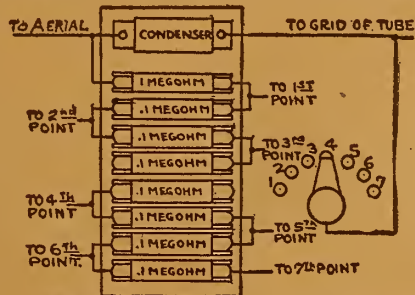 TO AERIAL
CONDENSER
TO GRID OF TUBE
.1 MEGOHM
TO 1ST
POINT
.1 MEGOHM
TO 2nd
POINT
.1 MEGOHM
TO 3RD
POINT
.1 MEGOHM
1 2 3 4 5 6 7
.1 MEGOHM
TO 4TH
POINT
.1 MEGOHM
TO 5TH
POINT
.1 MEGOHM
TO 6TH
POINT.
.1 MEGOHM
TO 7TH POINT